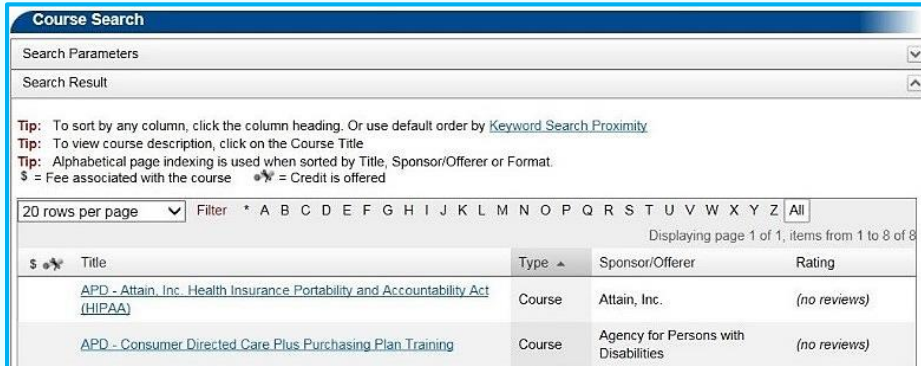 Course Search
Search Parameters
Search Result
Tip: To sort by any column, click the column heading. Or use default order by Keyword Search Proximity
Tip: To view course description, click on the Course Title
Tip: Alphabetical page indexing is used when sorted by Title, Sponsor/Offerer or Format.
$ = Fee associated with the course = Credit is offered
20 rows per page Filter * A B C D E F G H I J K L M N O P Q R S T U V W X Y Z All
Displaying page 1 of 1, items from 1 to 8 of 8
$ Title Type Sponsor/Offerer Rating
APD - Attain, Inc. Health Insurance Portability and Accountability Act
(HIPAA) Course Attain, Inc. (no reviews)
APD - Consumer Directed Care Plus Purchasing Plan Training Course Agency for Persons with
Disabilities (no reviews)